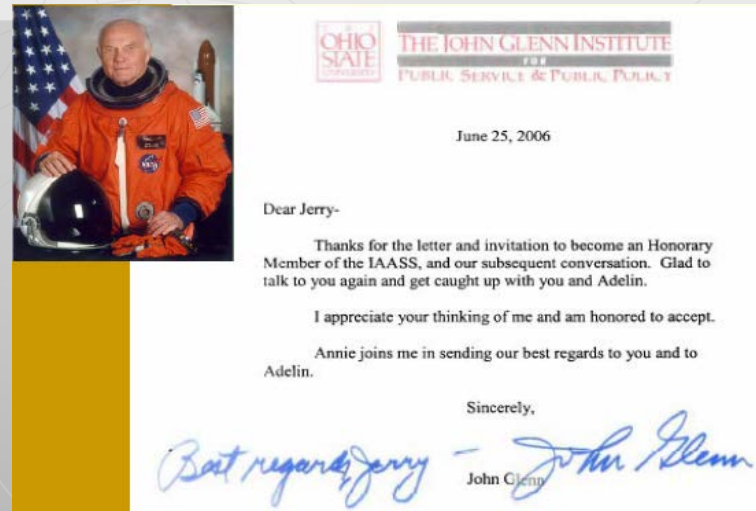 THE
OHIO
STATE
UNIVERSITY
THE JOHN GLENN INSTITUTE
FOR
PUBLIC SERVICE & PUBLIC POLICY
June 25, 2006
Dear Jerry-
Thanks for the letter and invitation to become an Honorary
Member of the IAASS, and our subsequent conversation. Glad to
talk to you again and get caught up with you and Adelin.
I appreciate your thinking of me and am honored to accept.
Annie joins me in sending our best regards to you and to
Adelin.
Sincerely,
Best regards, Jerry – John Glenn
John Glenn
NASA